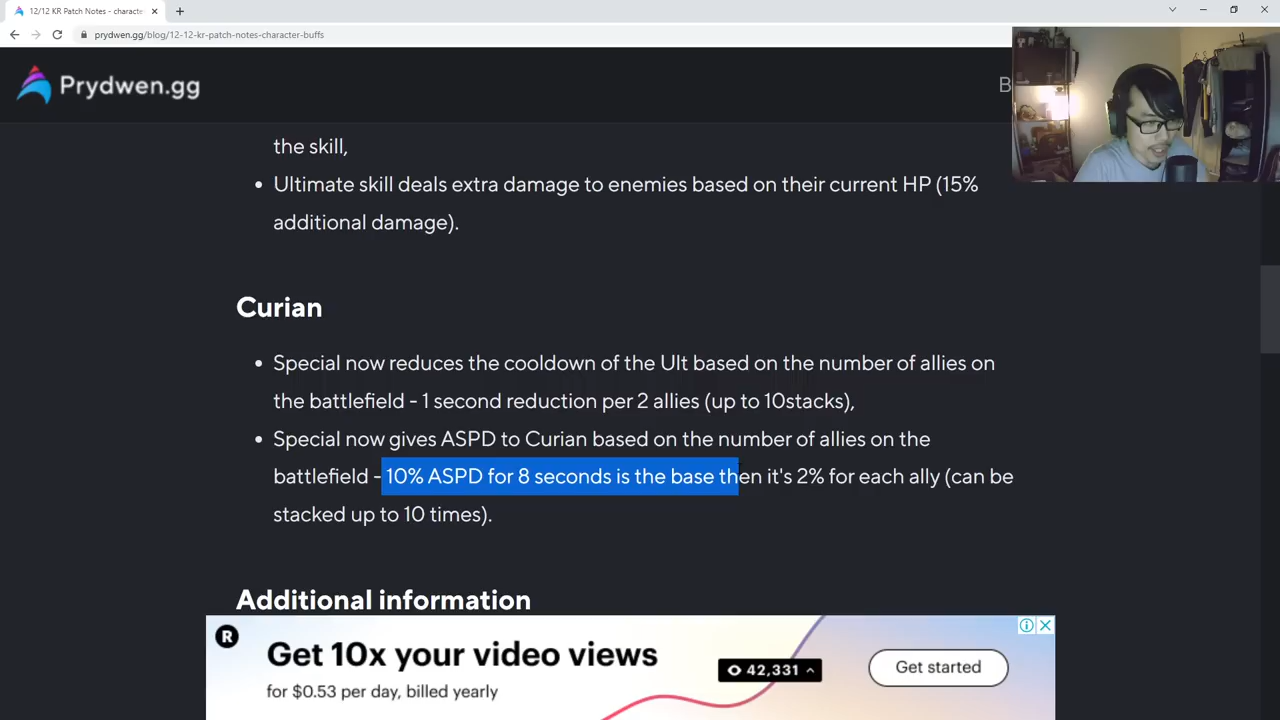 12/12 KR Patch Notes - characte
prydwen.gg/blog/12-12-kr-patch-notes-character-buffs
Prydwen.gg
B
the skill,
• Ultimate skill deals extra damage to enemies based on their current HP (15%
additional damage).
Curian
• Special now reduces the cooldown of the Ult based on the number of allies on
the battlefield - 1 second reduction per 2 allies (up to 10stacks),
• Special now gives ASPD to Curian based on the number of allies on the
battlefield - 10% ASPD for 8 seconds is the base then it's 2% for each ally (can be
stacked up to 10 times).
Additional information
R
Get 10x your video views
for $0.53 per day, billed yearly
42,331
Get started